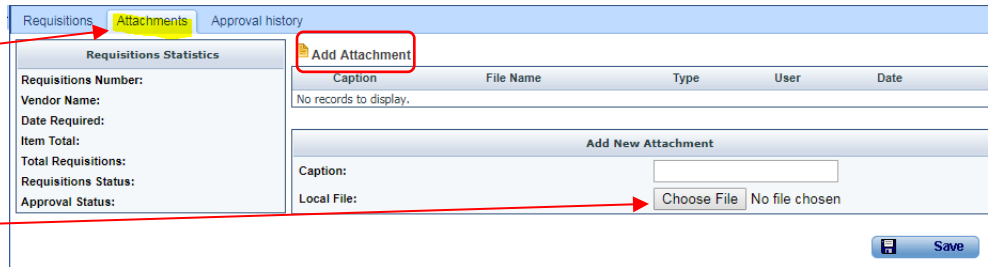 Requisitions Attachments Approval history
Requisitions Statistics
Requisitions Number:
Vendor Name:
Date Required:
Item Total:
Total Requisitions:
Requisitions Status:
Approval Status:
Add Attachment
Caption File Name Type User Date
No records to display.
Add New Attachment
Caption:
Local File: Choose File No file chosen
Save